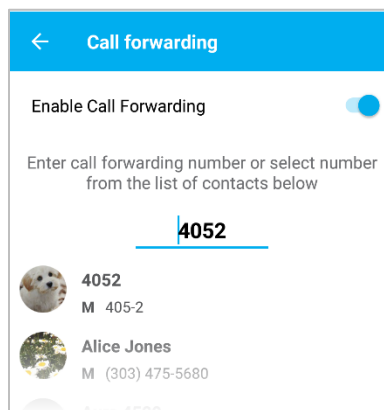 Call forwarding
Enable Call Forwarding
Enter call forwarding number or select number
from the list of contacts below
4052
4052
M 405-2
Alice Jones
M (303) 475-5680